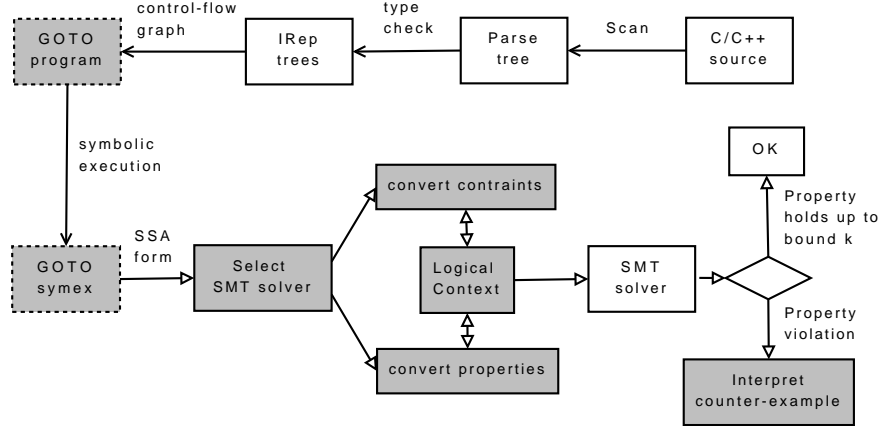 control-flow
graph
type
check
Scan
GOTO
program
IRep
trees
Parse
tree
C/C++
source
symbolic
execution
OK
convert contraints
Property
holds up to
bound k
SSA
form
GOTO
symex
Select
SMT solver
Logical
Context
SMT
solver
Property
violation
convert properties
Interpret
counter-example